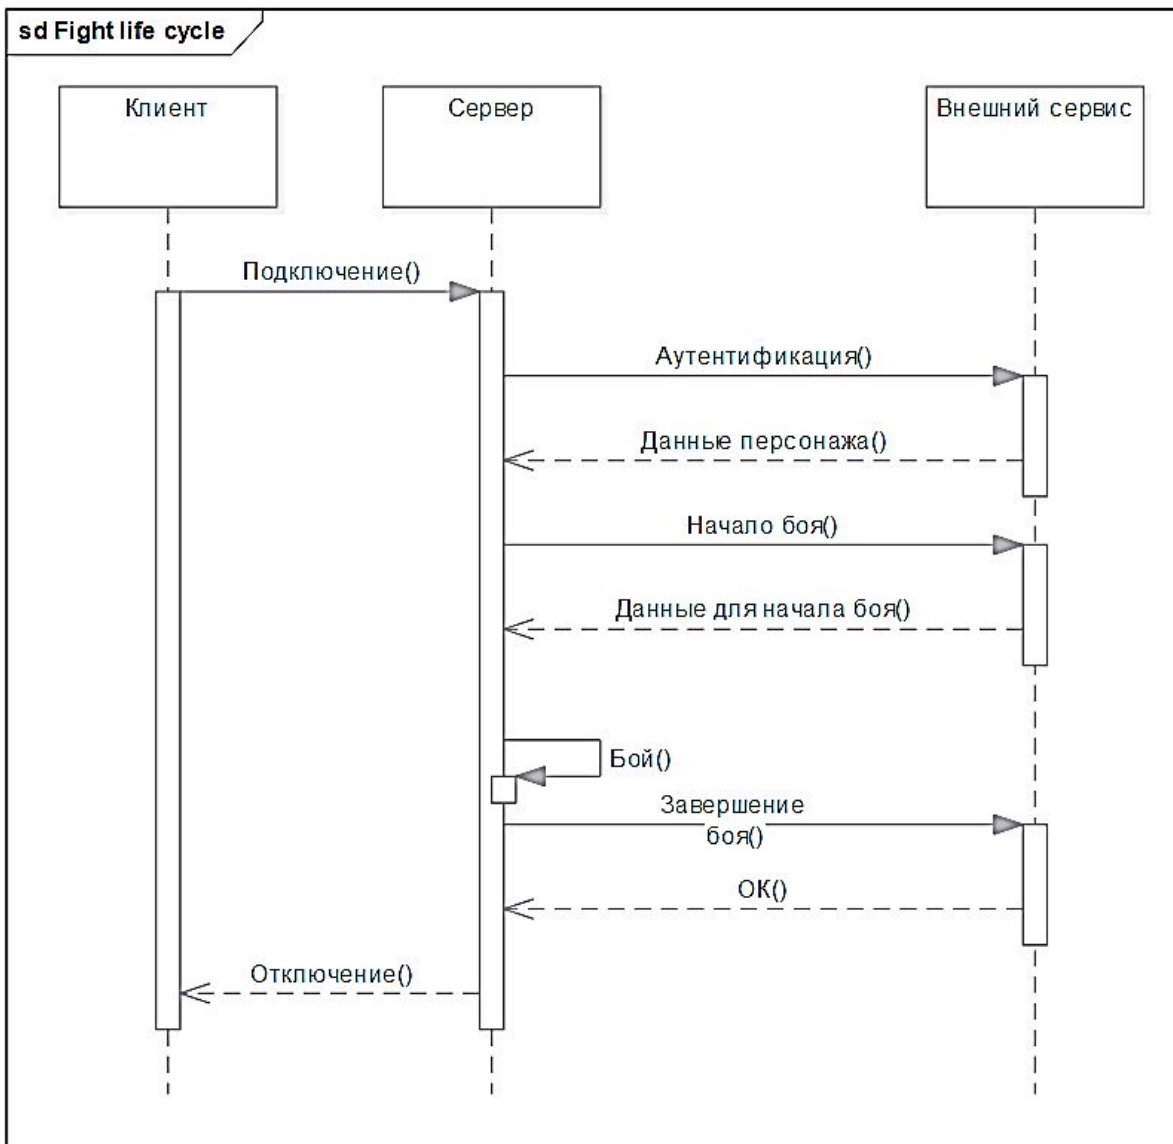 sd Fight life cycle
Клиент
Сервер
Внешний сервис
Подключение()
Аутентификация()
Данные персонажа()
Начало боя()
Данные для начала боя()
Бой()
Завершение
боя()
ОК()
Отключение()